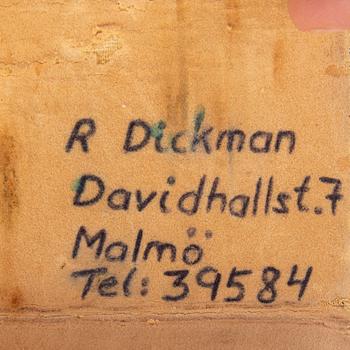 R Dickman
Davidhallst.7
Malmö
Tel: 39584